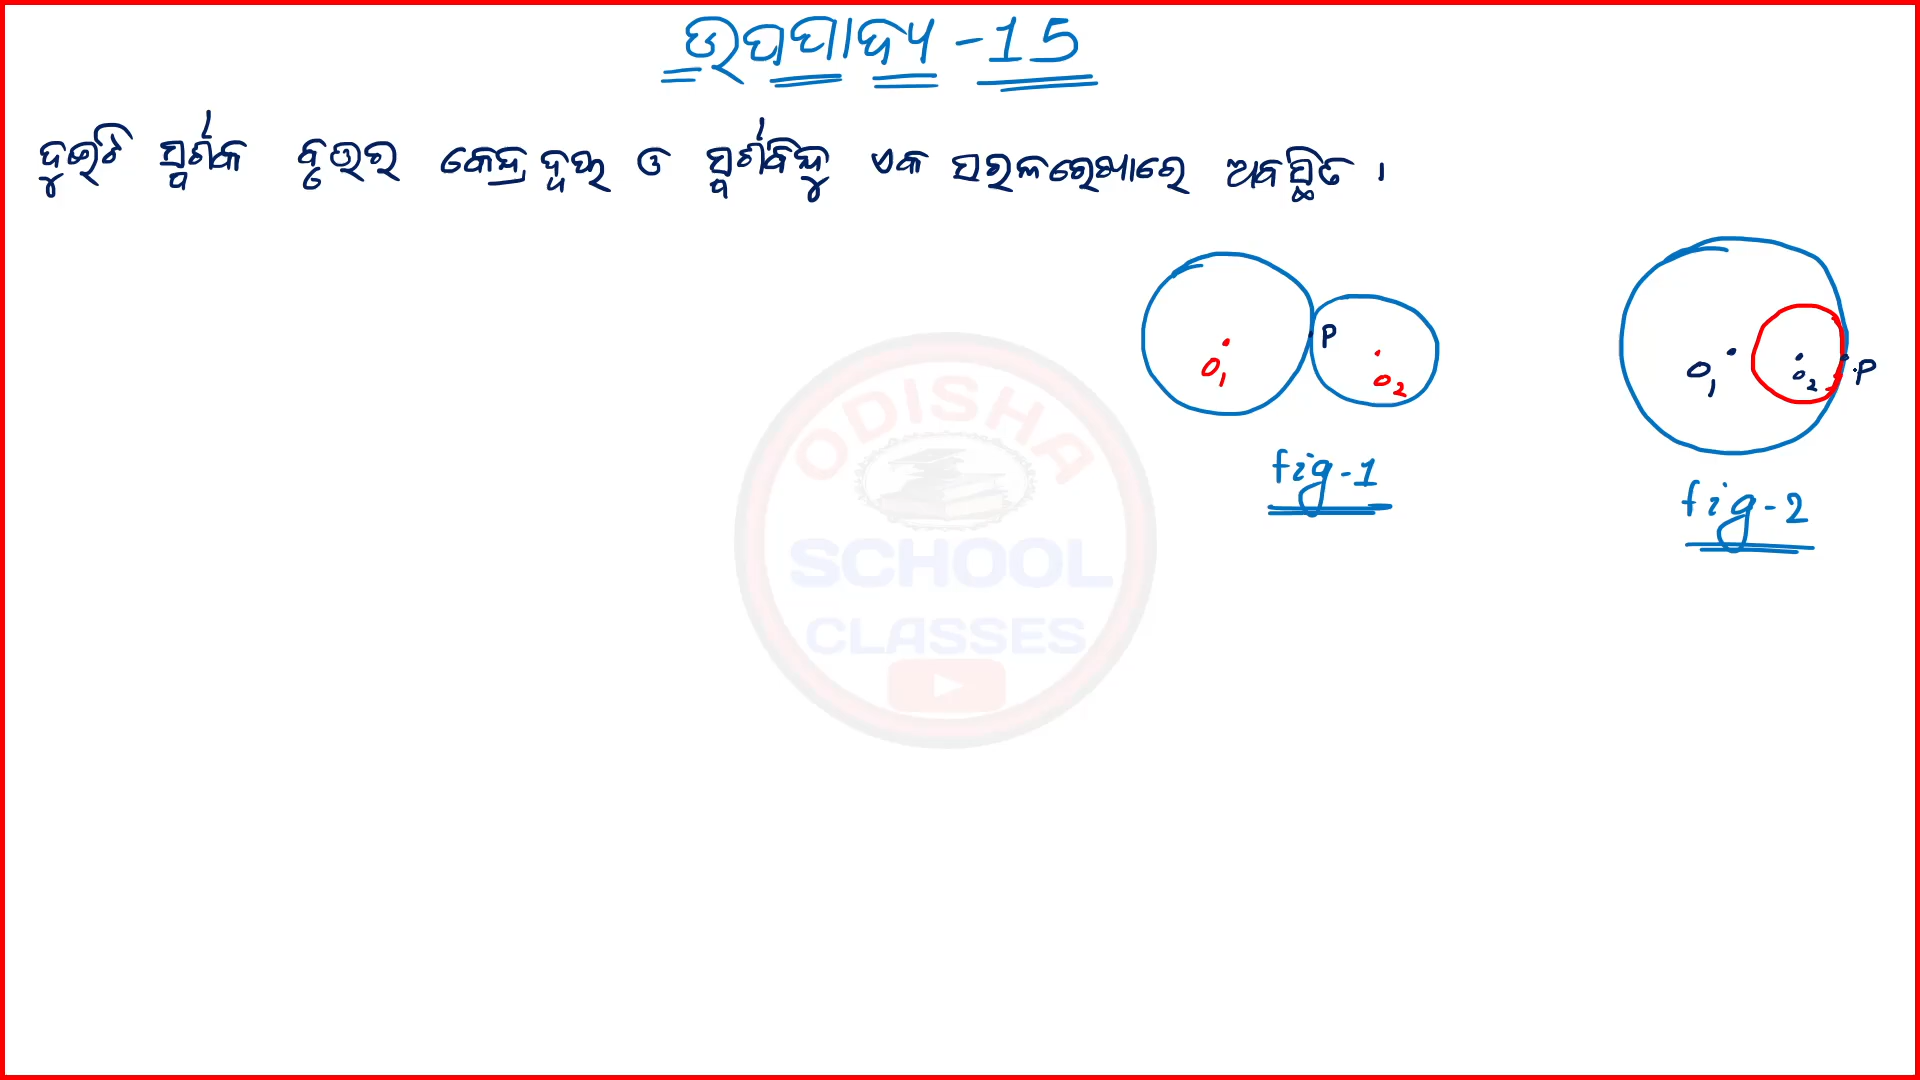 ଉପପାଦ୍ୟ -15
ଦୁଇଟି ସ୍ପର୍ଶକ ବୃତ୍ତର କେନ୍ଦ୍ରଦ୍ୱୟ ଓ ସ୍ପର୍ଶବିନ୍ଦୁ ଏକ ସରଳରେଖାରେ ଅବସ୍ଥିତ ।
P
O₁
O₂
fig-1
O₁
O₂
P
fig-2
ODISHA
SCHOOL
CLASSES